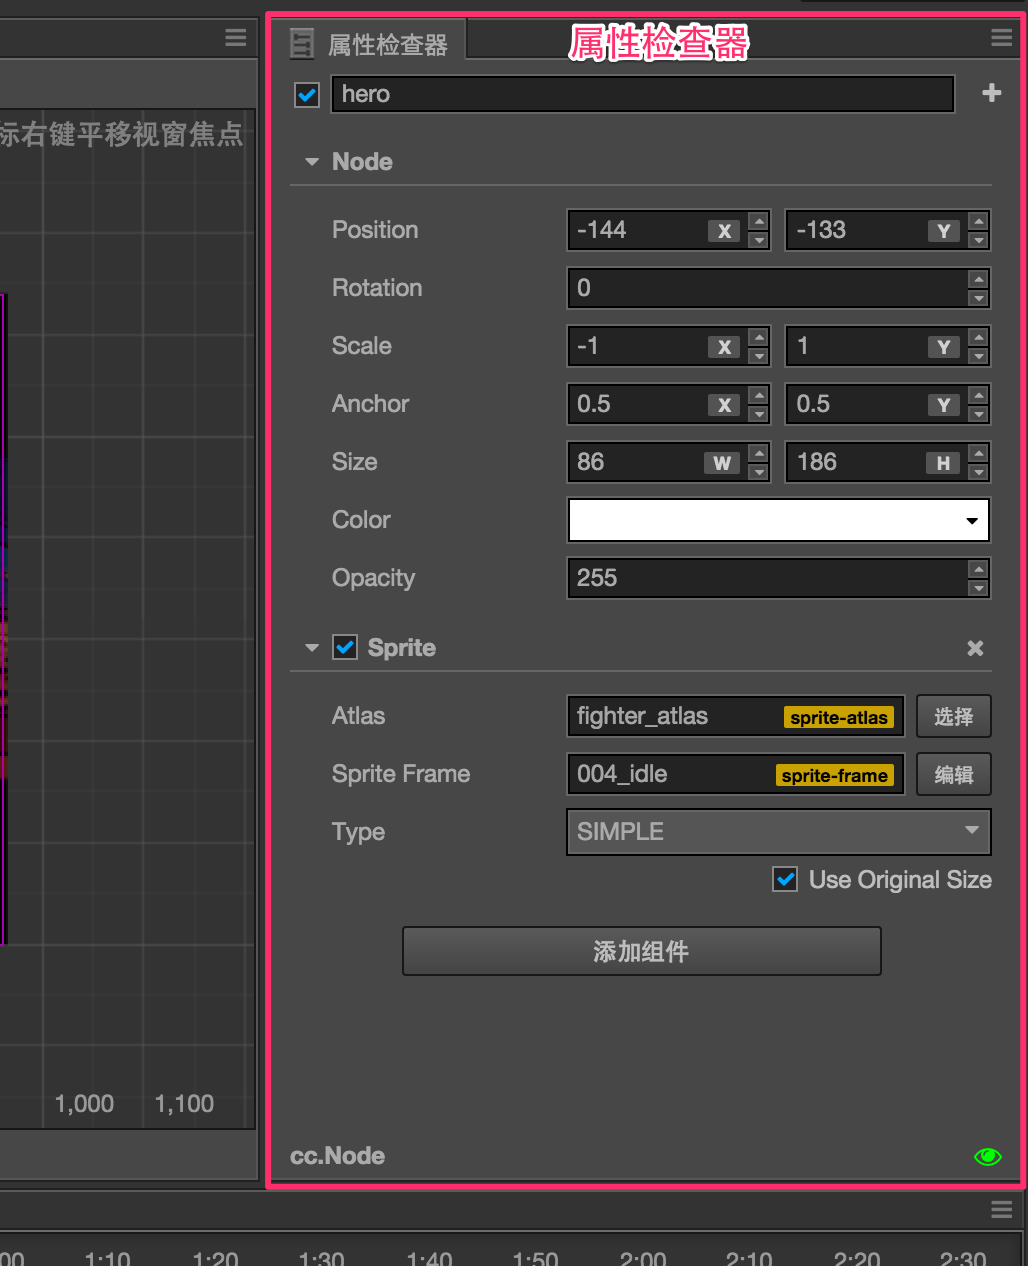 属性检查器 属性检查器
hero
标右键平移视窗焦点
Node
Position -144 X -133 Y
Rotation 0
Scale -1 X 1 Y
Anchor 0.5 X 0.5 Y
Size 86 W 186 H
Color
Opacity 255
Sprite
Atlas fighter_atlas sprite-atlas 选择
Sprite Frame 004_idle sprite-frame 编辑
Type SIMPLE
Use Original Size
添加组件
1,000 1,100
cc.Node
00 1:10 1:20 1:30 1:40 1:50 2:00 2:10 2:20 2:30